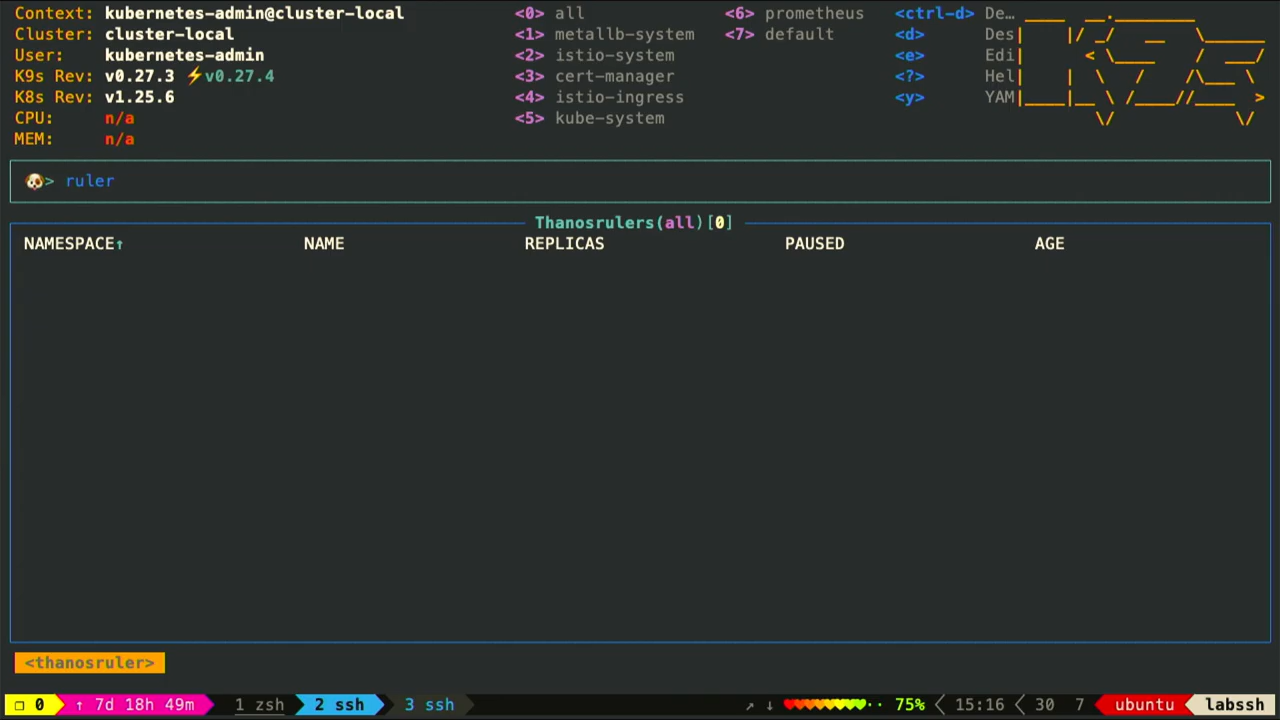 Context: kubernetes-admin@cluster-local <0> all <6> prometheus <ctrl-d> De…
Cluster: cluster-local <1> metallb-system <7> default <d> Des
User: kubernetes-admin <2> istio-system <e> Edi
K9s Rev: v0.27.3 ⚡v0.27.4 <3> cert-manager <?> Hel
K8s Rev: v1.25.6 <4> istio-ingress <y> YAM
CPU: n/a <5> kube-system
MEM: n/a
🐶> ruler
Thanosrulers(all)[0]
NAMESPACE↑ NAME REPLICAS PAUSED AGE
<thanosruler>
❐ 0 ↑ 7d 18h 49m 1 zsh 2 ssh 3 ssh ↗ ↓ ♥♥♥♥♥♥♥♥·· 75% 15:16 30 7 ubuntu labssh